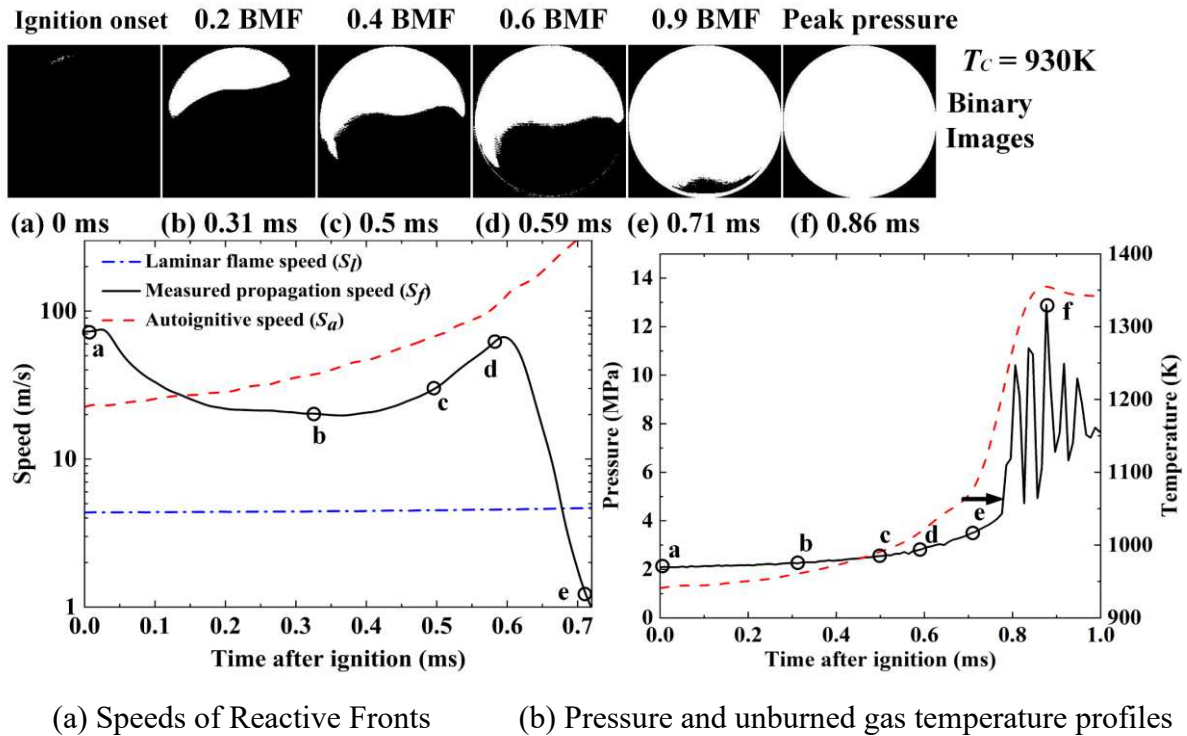 Ignition onset 0.2 BMF 0.4 BMF 0.6 BMF 0.9 BMF Peak pressure
T_C = 930K
Binary
Images
(a) 0 ms (b) 0.31 ms (c) 0.5 ms (d) 0.59 ms (e) 0.71 ms (f) 0.86 ms
Laminar flame speed (S_l)
Measured propagation speed (S_f)
Autoignitive speed (S_a)
100
10
1
Speed (m/s)
a
b
c
d
e
0.0 0.1 0.2 0.3 0.4 0.5 0.6 0.7
Time after ignition (ms)
14
12
10
8
6
4
2
0
Pressure (MPa)
a
b
c
d
e
f
1400
1300
1200
1100
1000
900
Temperature (K)
0.0 0.2 0.4 0.6 0.8 1.0
Time after ignition (ms)
(a) Speeds of Reactive Fronts
(b) Pressure and unburned gas temperature profiles